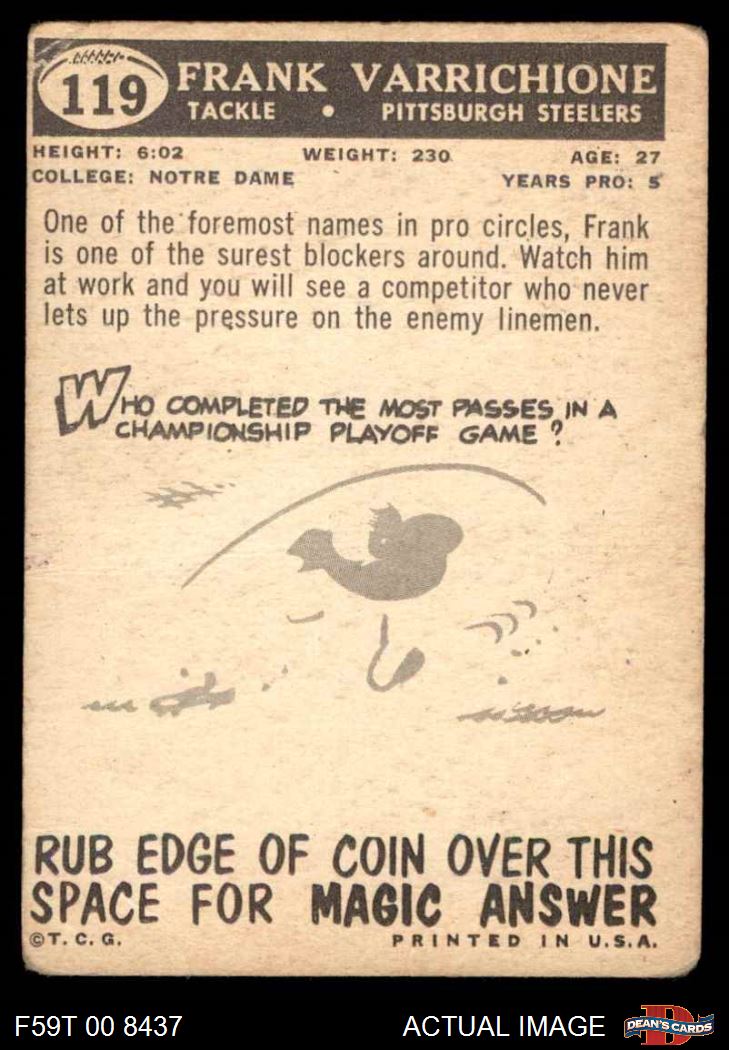 119
FRANK VARRICHIONE
TACKLE • PITTSBURGH STEELERS
HEIGHT: 6:02 WEIGHT: 230 AGE: 27
COLLEGE: NOTRE DAME YEARS PRO: 5
One of the foremost names in pro circles, Frank
is one of the surest blockers around. Watch him
at work and you will see a competitor who never
lets up the pressure on the enemy linemen.
WHO COMPLETED THE MOST PASSES IN A
CHAMPIONSHIP PLAYOFF GAME?
RUB EDGE OF COIN OVER THIS
SPACE FOR MAGIC ANSWER
©T. C. G. PRINTED IN U.S.A.
F59T 00 8437 ACTUAL IMAGE D DEAN'S CARDS